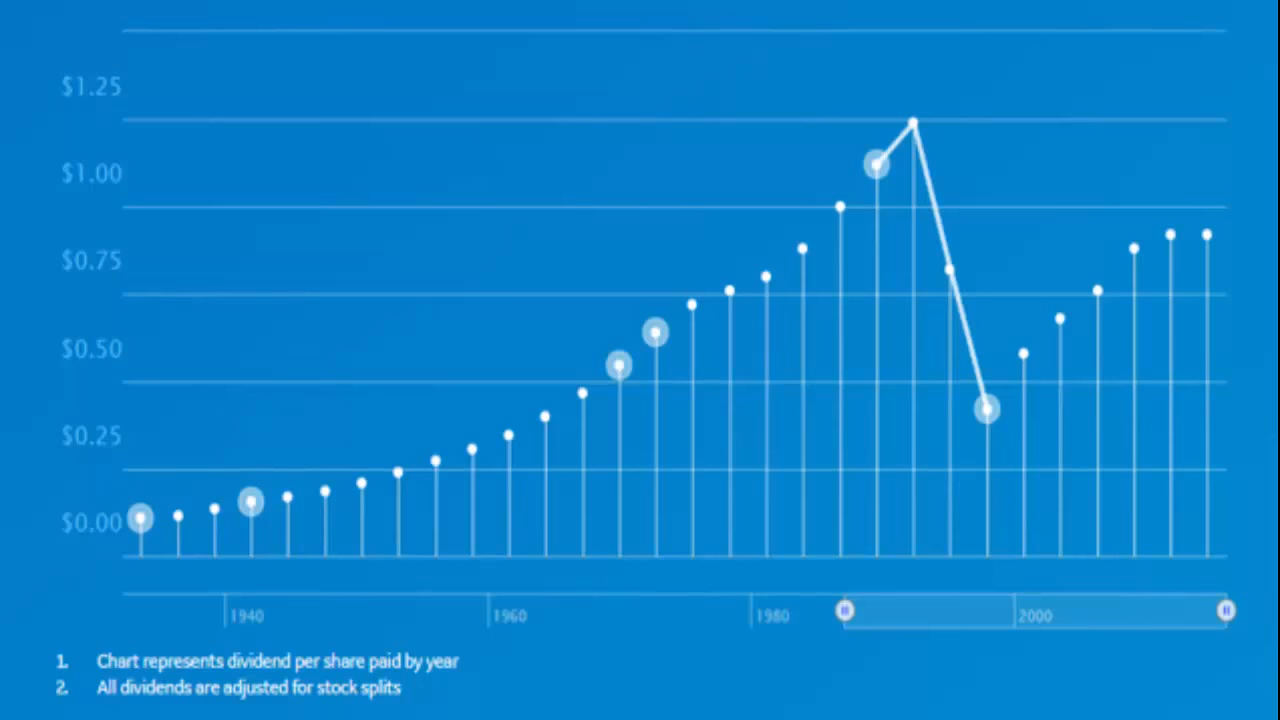 $1.25
$1.00
$0.75
$0.50
$0.25
$0.00
1940 1960 1980 2000
1. Chart represents dividend per share paid by year
2. All dividends are adjusted for stock splits